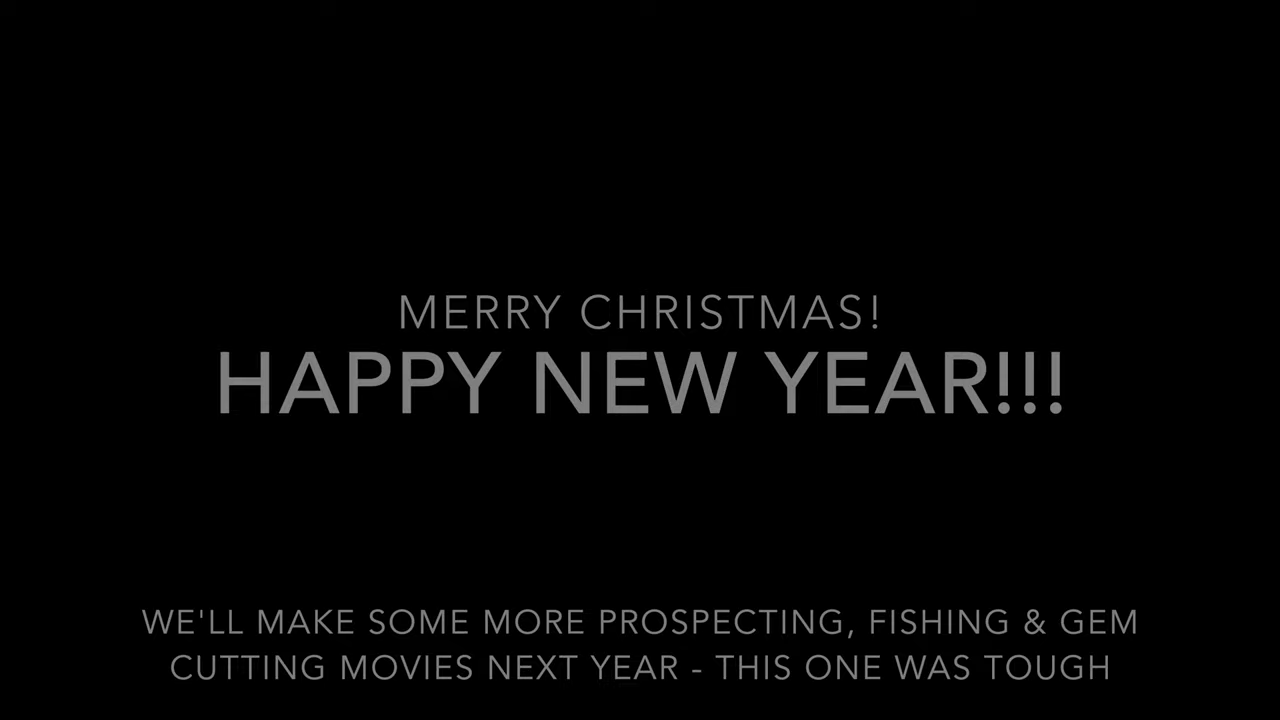 MERRY CHRISTMAS!
HAPPY NEW YEAR!!!
WE'LL MAKE SOME MORE PROSPECTING, FISHING & GEM
CUTTING MOVIES NEXT YEAR - THIS ONE WAS TOUGH